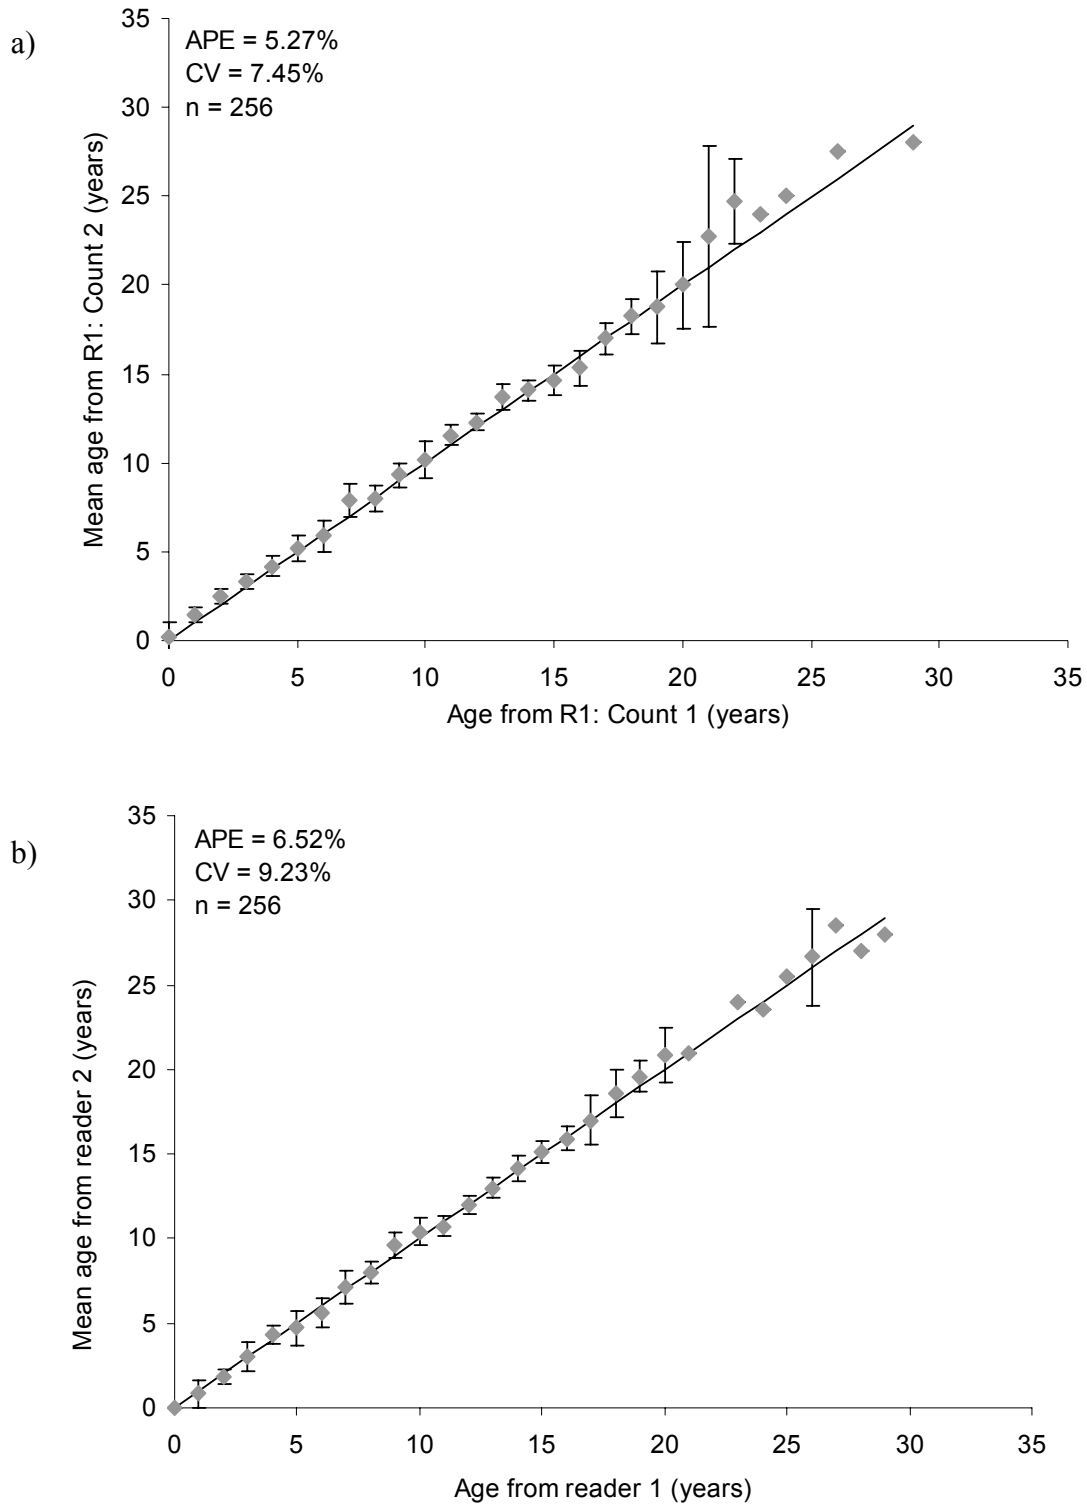 a)
APE = 5.27%
CV = 7.45%
n = 256
35
30
25
20
15
10
5
0
Mean age from R1: Count 2 (years)
0 5 10 15 20 25 30 35
Age from R1: Count 1 (years)
b)
APE = 6.52%
CV = 9.23%
n = 256
35
30
25
20
15
10
5
0
Mean age from reader 2 (years)
0 5 10 15 20 25 30 35
Age from reader 1 (years)